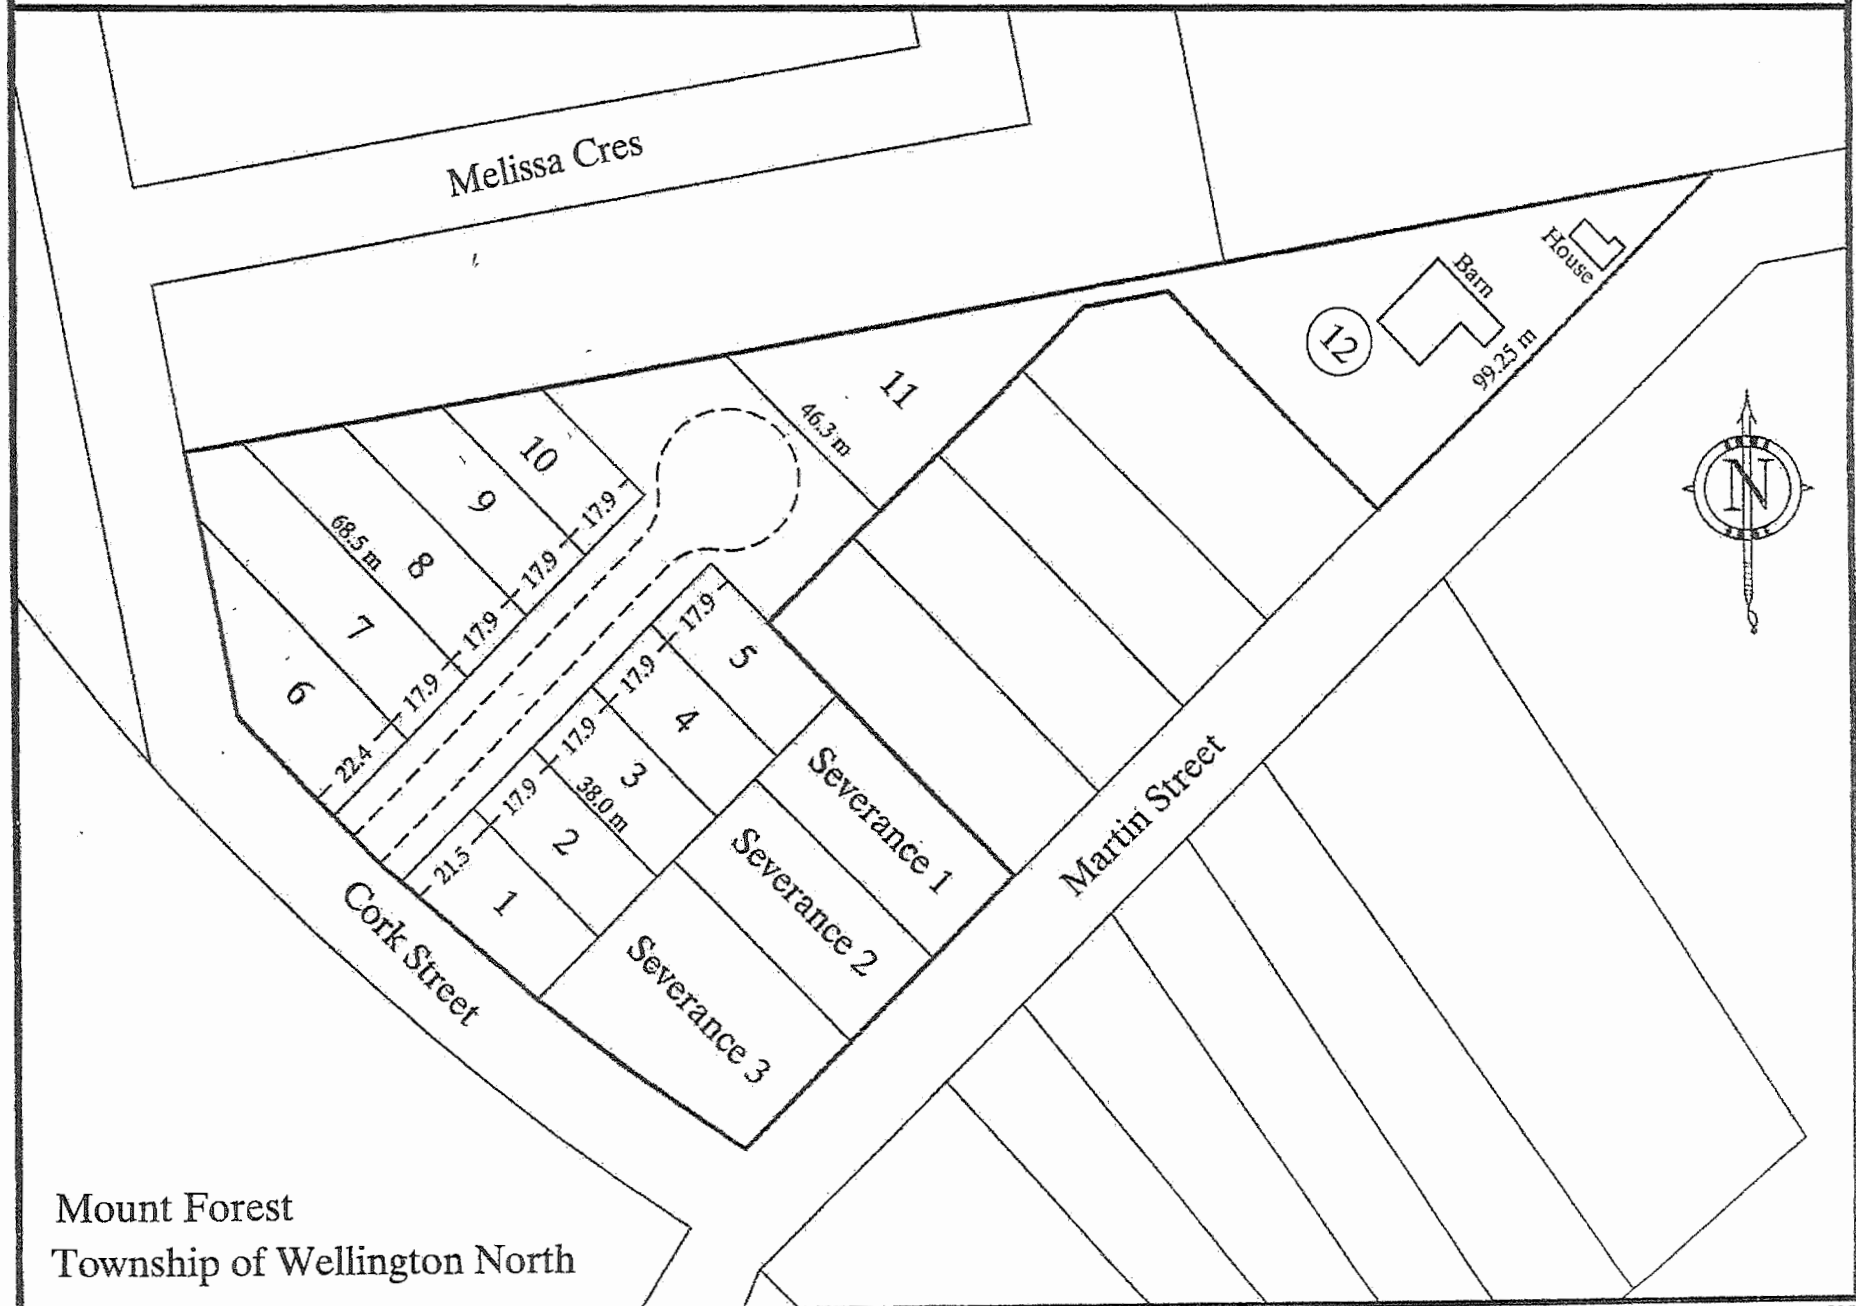 Melissa Cres
House
Barn
12
99.25 m
11
46.3 m
10
17.9
9
17.9
N
68.5 m
8
17.9
7
17.9
6
22.4
17.9
5
17.9
4
17.9
3
17.9
38.0 m
2
21.5
1
Severance 1
Severance 2
Severance 3
Martin Street
Cork Street
Mount Forest
Township of Wellington North